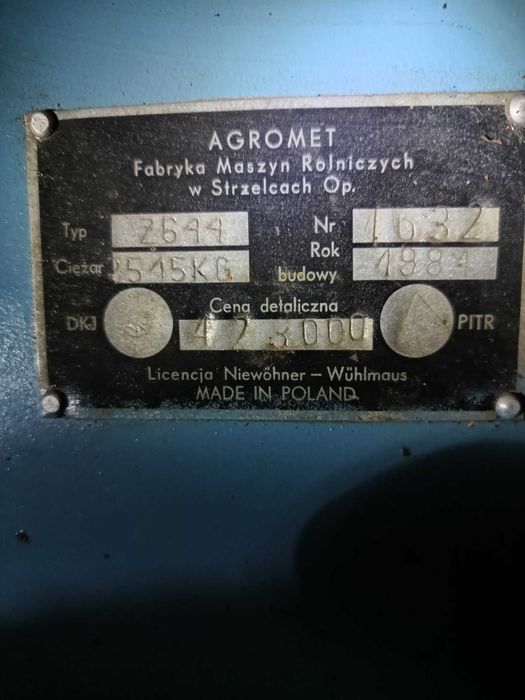 AGROMET
Fabryka Maszyn Rolniczych
w Strzelcach Op.
Typ Z644 Nr 1632
Ciężar 2545KG Rok budowy 1984
DKJ Cena detaliczna 473000 PITR
Licencja Niewöhner – Wühlmaus
MADE IN POLAND